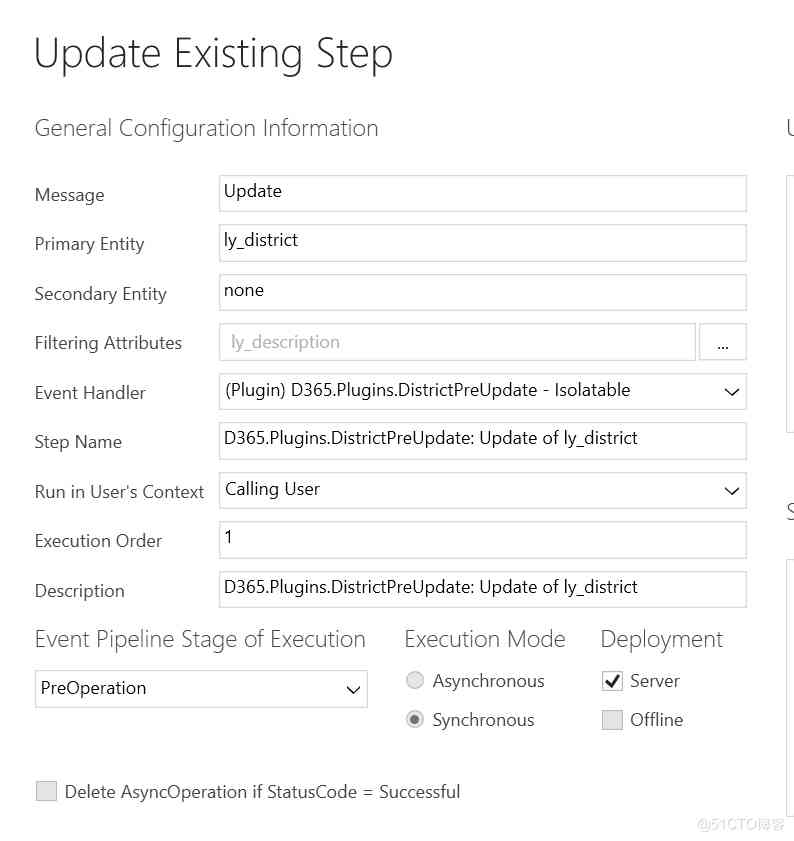 Update Existing Step
General Configuration Information
Message Update
Primary Entity ly_district
Secondary Entity none
Filtering Attributes ly_description ...
Event Handler (Plugin) D365.Plugins.DistrictPreUpdate - Isolatable
Step Name D365.Plugins.DistrictPreUpdate: Update of ly_district
Run in User's Context Calling User
Execution Order 1
Description D365.Plugins.DistrictPreUpdate: Update of ly_district
Event Pipeline Stage of Execution Execution Mode Deployment
PreOperation Asynchronous Server
Synchronous Offline
Delete AsyncOperation if StatusCode = Successful
@51CTO博客